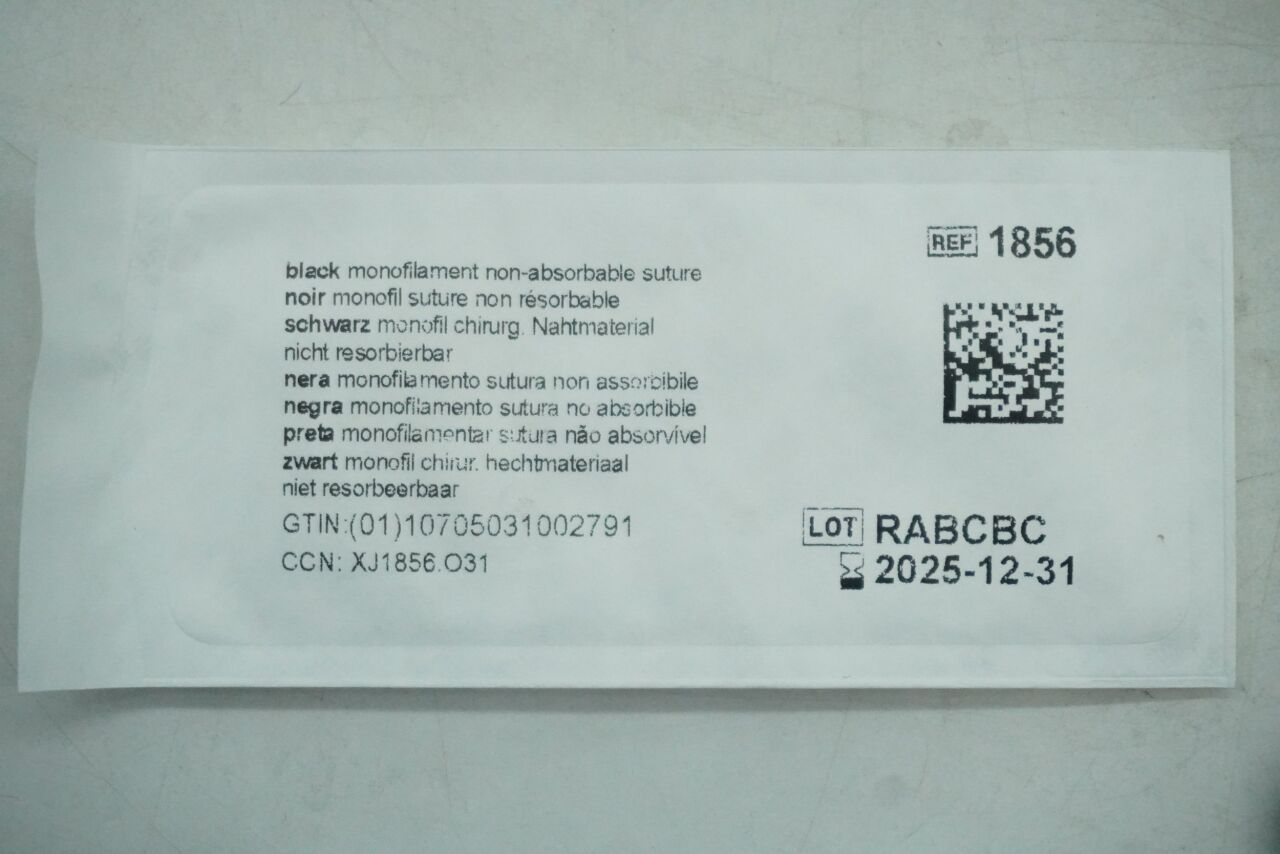 REF 1856
black monofilament non-absorbable suture
noir monofil suture non résorbable
schwarz monofil chirurg. Nahtmaterial
nicht resorbierbar
nera monofilamento sutura non assorbibile
negra monofilamento sutura no absorbible
preta monofilamentar sutura não absorvível
zwart monofil chirur. hechtmateriaal
niet resorbeerbaar
GTIN:(01)10705031002791
CCN: XJ1856.O31
LOT RABCBC
2025-12-31